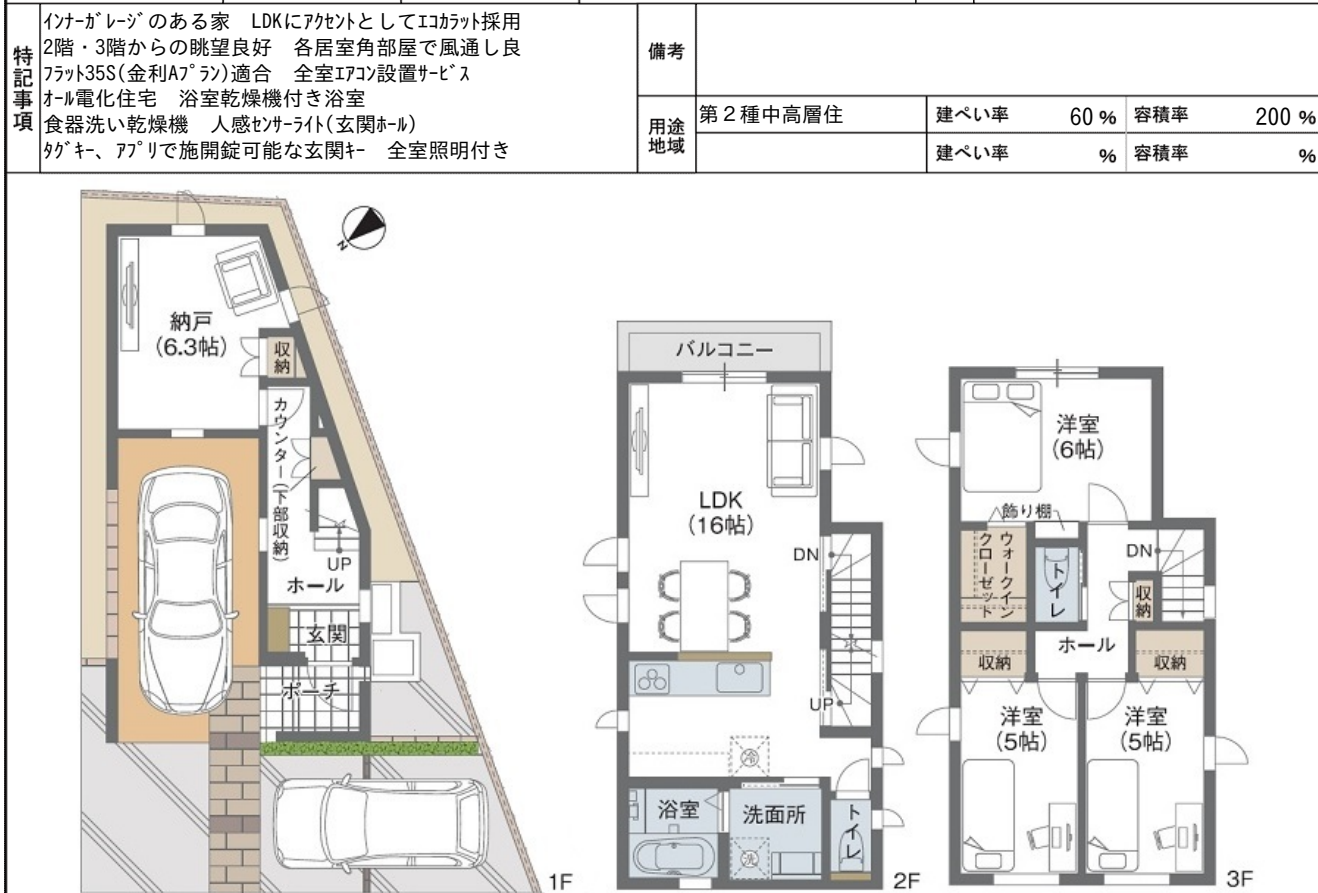 特記事項
インナーガレージのある家　LDKにアクセントとしてエコカラット採用
2階・3階からの眺望良好　各居室角部屋で風通し良
フラット35S(金利Aプラン)適合　全室エアコン設置サービス
オール電化住宅　浴室乾燥機付き浴室
食器洗い乾燥機　人感センサーライト(玄関ホール)
タグキー、アプリで施開錠可能な玄関キー　全室照明付き
備考
用途地域
第２種中高層住
建ぺい率 60 % 容積率 200 %
建ぺい率 % 容積率 %
N
納戸
(6.3帖)
収納
カウンター(下部収納)
UP
ホール
玄関
ポーチ
1F
バルコニー
LDK
(16帖)
DN
UP
冷
浴室
洗面所
洗
トイレ
2F
洋室
(6帖)
飾り棚
ウォークイン
クローゼット
トイレ
DN
収納
ホール
収納
収納
洋室
(5帖)
洋室
(5帖)
3F